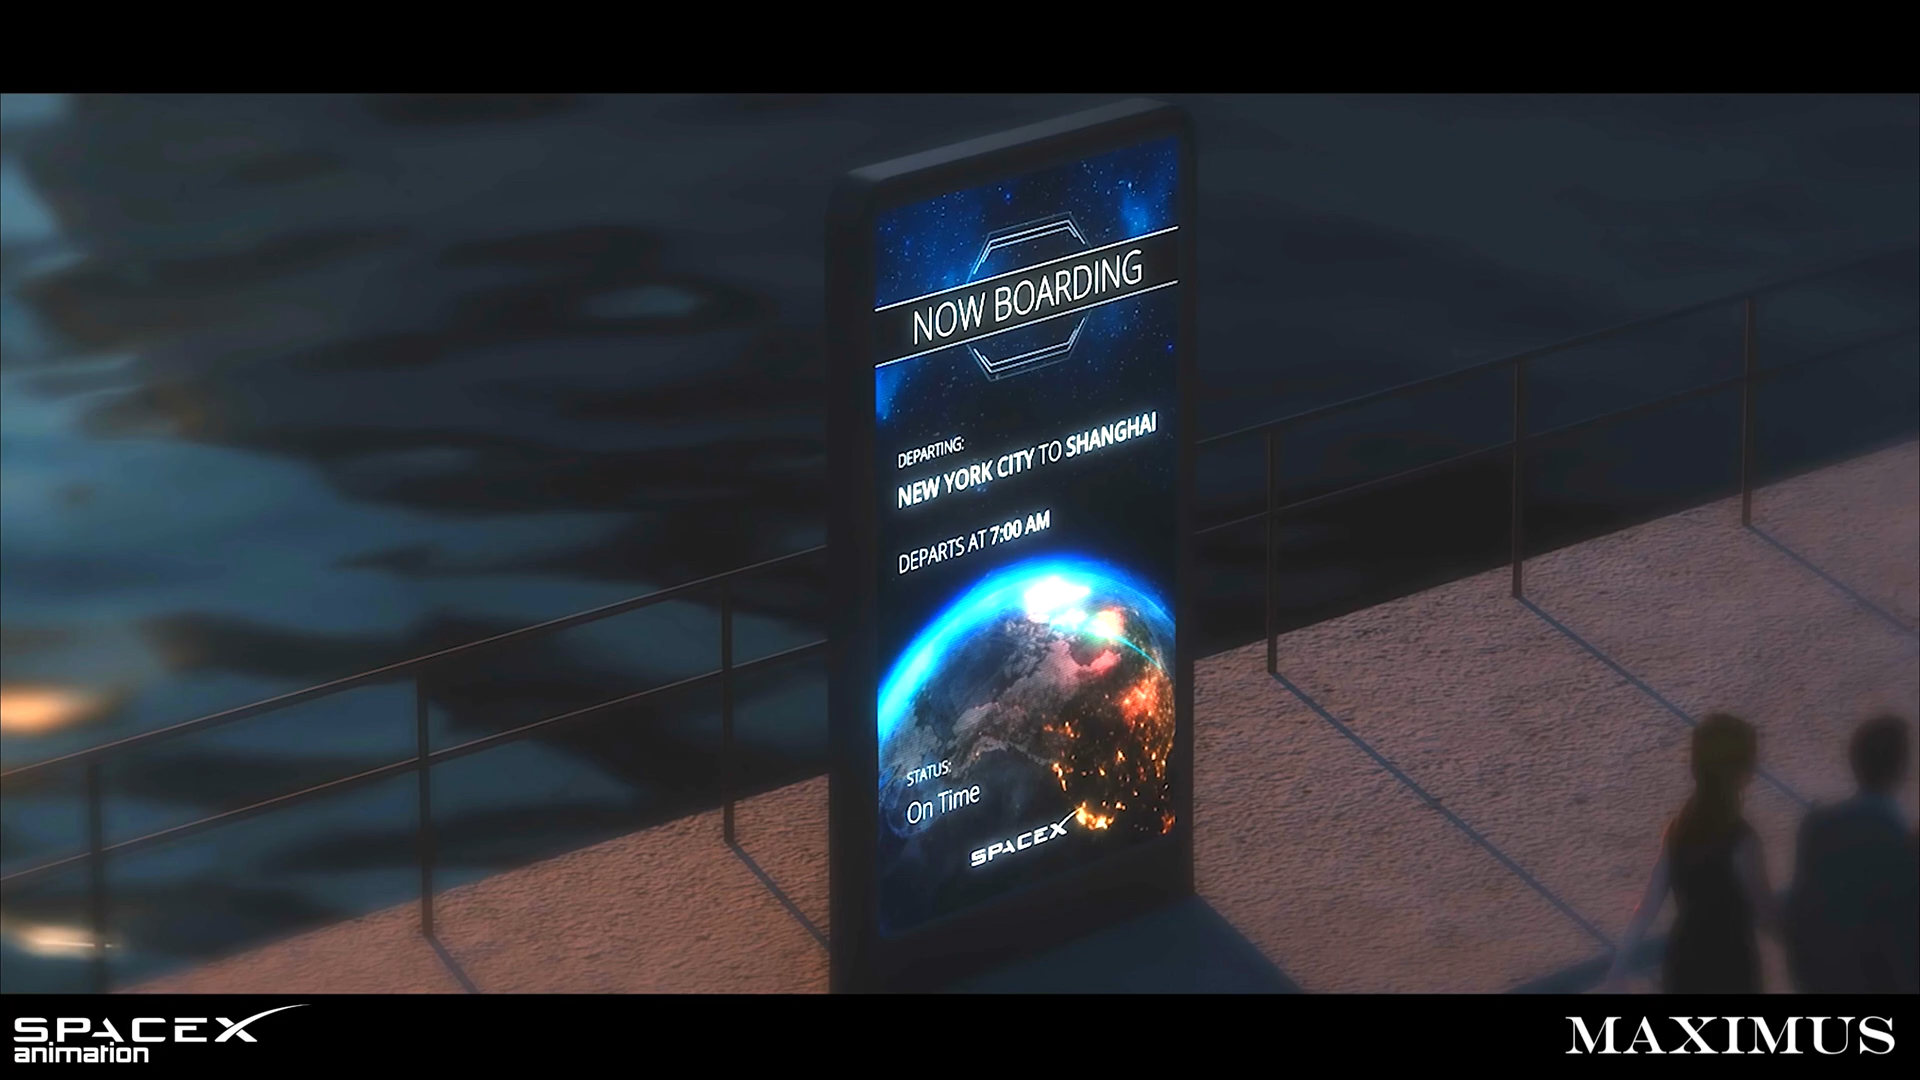 NOW BOARDING
DEPARTING:
NEW YORK CITY TO SHANGHAI
DEPARTS AT 7:00 AM
STATUS:
On Time
SPACEX
SPACEX
animation
MAXIMUS